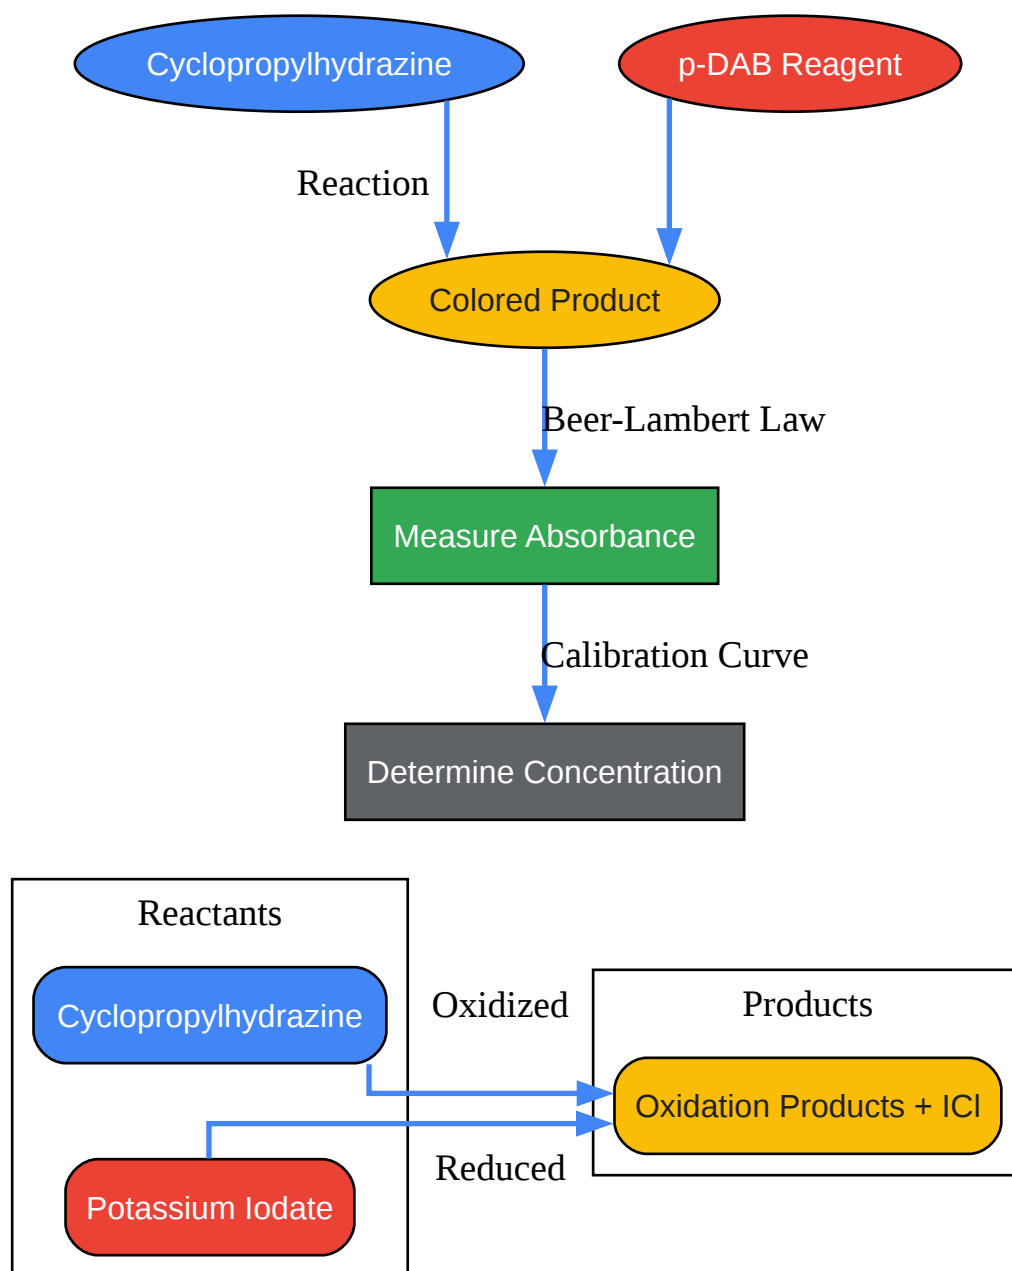 Cyclopropylhydrazine
p-DAB Reagent
Reaction
Colored Product
Beer-Lambert Law
Measure Absorbance
Calibration Curve
Determine Concentration
Reactants
Cyclopropylhydrazine
Oxidized
Products
Oxidation Products + ICl
Reduced
Potassium Iodate